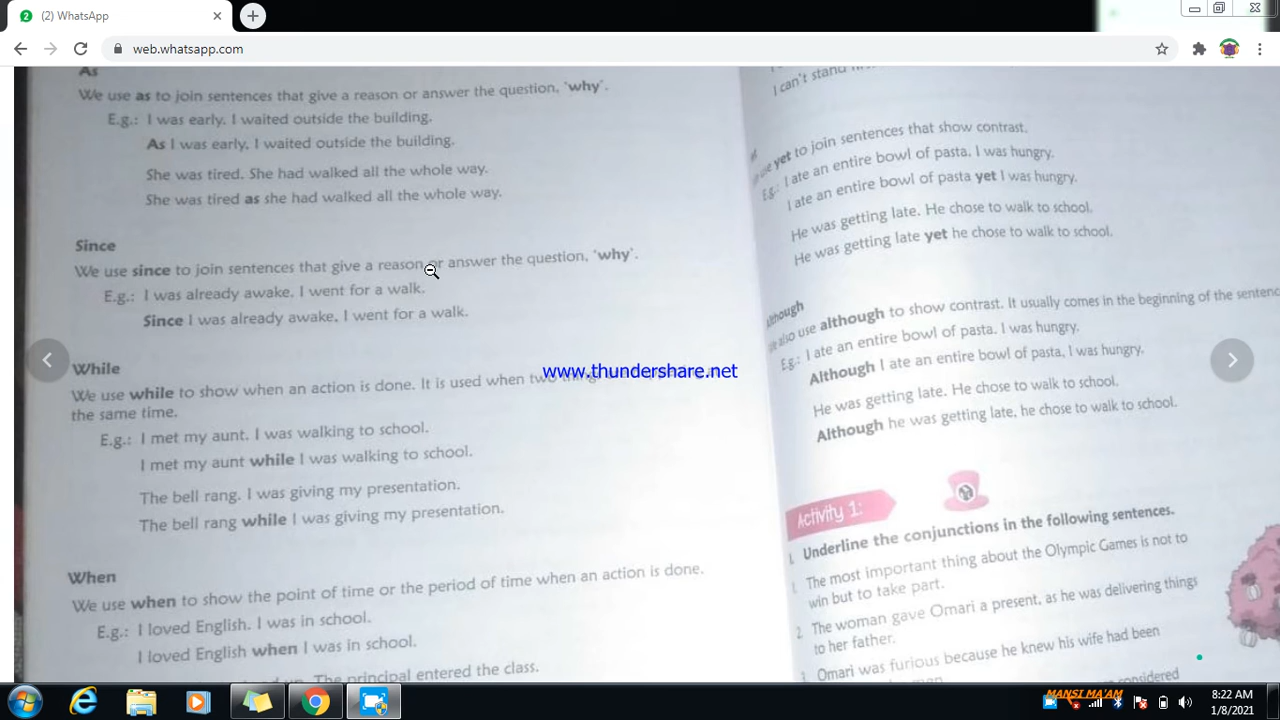 2
(2) WhatsApp
web.whatsapp.com
As
We use as to join sentences that give a reason or answer the question, 'why'.
E.g.: I was early. I waited outside the building.
As I was early, I waited outside the building.
She was tired. She had walked all the whole way.
She was tired as she had walked all the whole way.
Since
We use since to join sentences that give a reason or answer the question, 'why'.
E.g.: I was already awake. I went for a walk.
Since I was already awake, I went for a walk.
While
We use while to show when an action is done. It is used when two
the same time.
E.g.: I met my aunt. I was walking to school.
I met my aunt while I was walking to school.
The bell rang. I was giving my presentation.
The bell rang while I was giving my presentation.
When
We use when to show the point of time or the period of time when an action is done.
E.g.: I loved English. I was in school.
I loved English when I was in school.
The principal entered the class.
I can't stand
use yet to join sentences that show contrast.
E.g.: I ate an entire bowl of pasta. I was hungry.
I ate an entire bowl of pasta yet I was hungry.
He was getting late. He chose to walk to school.
He was getting late yet he chose to walk to school.
Although
also use although to show contrast. It usually comes in the beginning of the sentence
E.g.: I ate an entire bowl of pasta. I was hungry.
Although I ate an entire bowl of pasta, I was hungry.
He was getting late. He chose to walk to school.
Although he was getting late, he chose to walk to school.
Activity 1:
1. Underline the conjunctions in the following sentences.
1. The most important thing about the Olympic Games is not to
win but to take part.
2. The woman gave Omari a present, as he was delivering things
to her father.
3. Omari was furious because he knew his wife had been
considered
www.thundershare.net
MANSI MA'AM
8:22 AM
1/8/2021